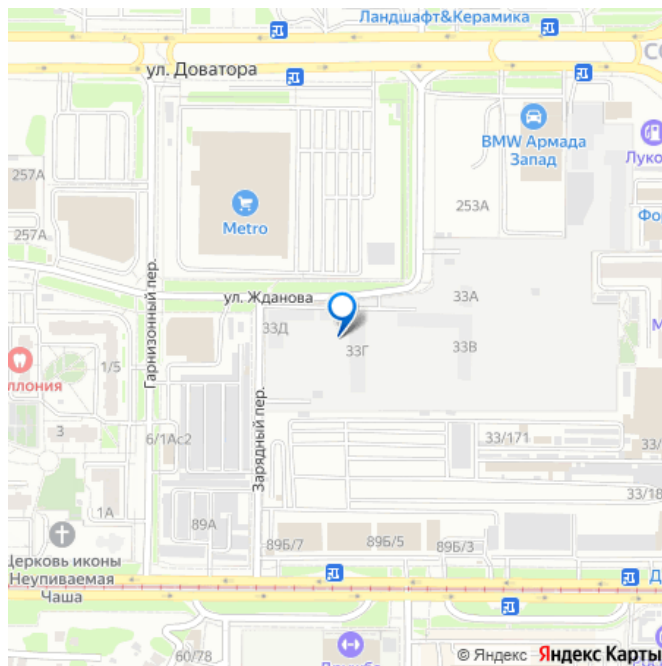 Ландшафт&Керамика
ул. Доватора
BMW Армада
Запад
257А
253А
257А
Metro
ул. Жданова
33А
33Д
33Г
33В
Гарнизонный пер.
1/5
3
6/1Ас2
Зарядный пер.
33/171
33/18
1А
89А
89Б/7
89Б/5
89Б/3
Церковь иконы
Неупиваемая
Чаша
60/78
© Яндекс Яндекс Карты